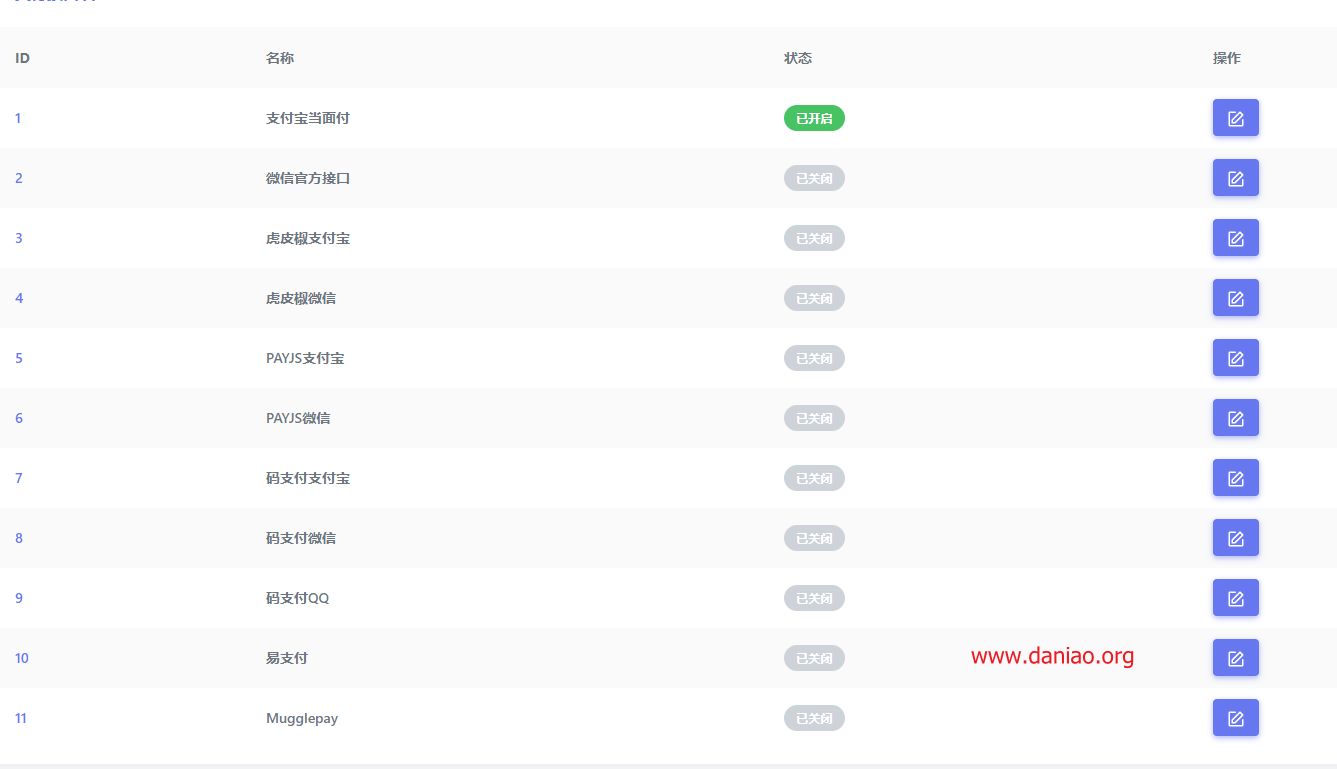 ID 名称 状态 操作
1 支付宝当面付 已开启
2 微信官方接口 已关闭
3 虎皮椒支付宝 已关闭
4 虎皮椒微信 已关闭
5 PAYJS支付宝 已关闭
6 PAYJS微信 已关闭
7 码支付支付宝 已关闭
8 码支付微信 已关闭
9 码支付QQ 已关闭
10 易支付 已关闭 www.daniao.org
11 Mugglepay 已关闭